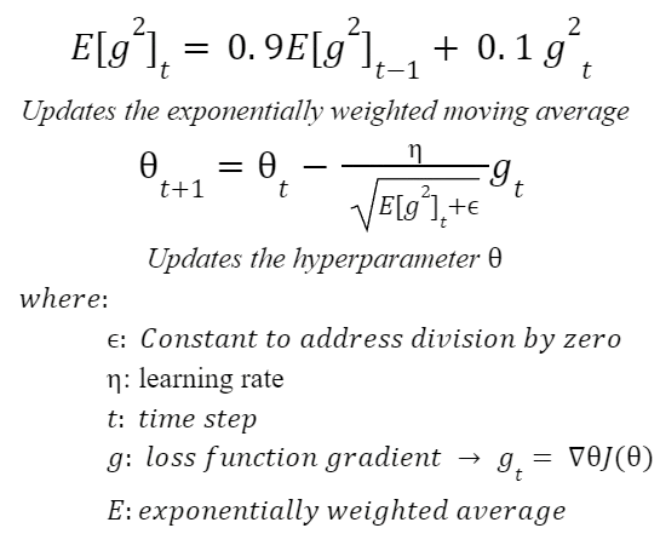 E[g²]ₜ = 0.9E[g²]ₜ₋₁ + 0.1 g²ₜ
Updates the exponentially weighted moving average
θₜ₊₁ = θₜ − η / √(E[g²]ₜ+ϵ) gₜ
Updates the hyperparameter θ
where:
ϵ: Constant to address division by zero
η: learning rate
t: time step
g: loss function gradient → gₜ = ∇θJ(θ)
E: exponentially weighted average